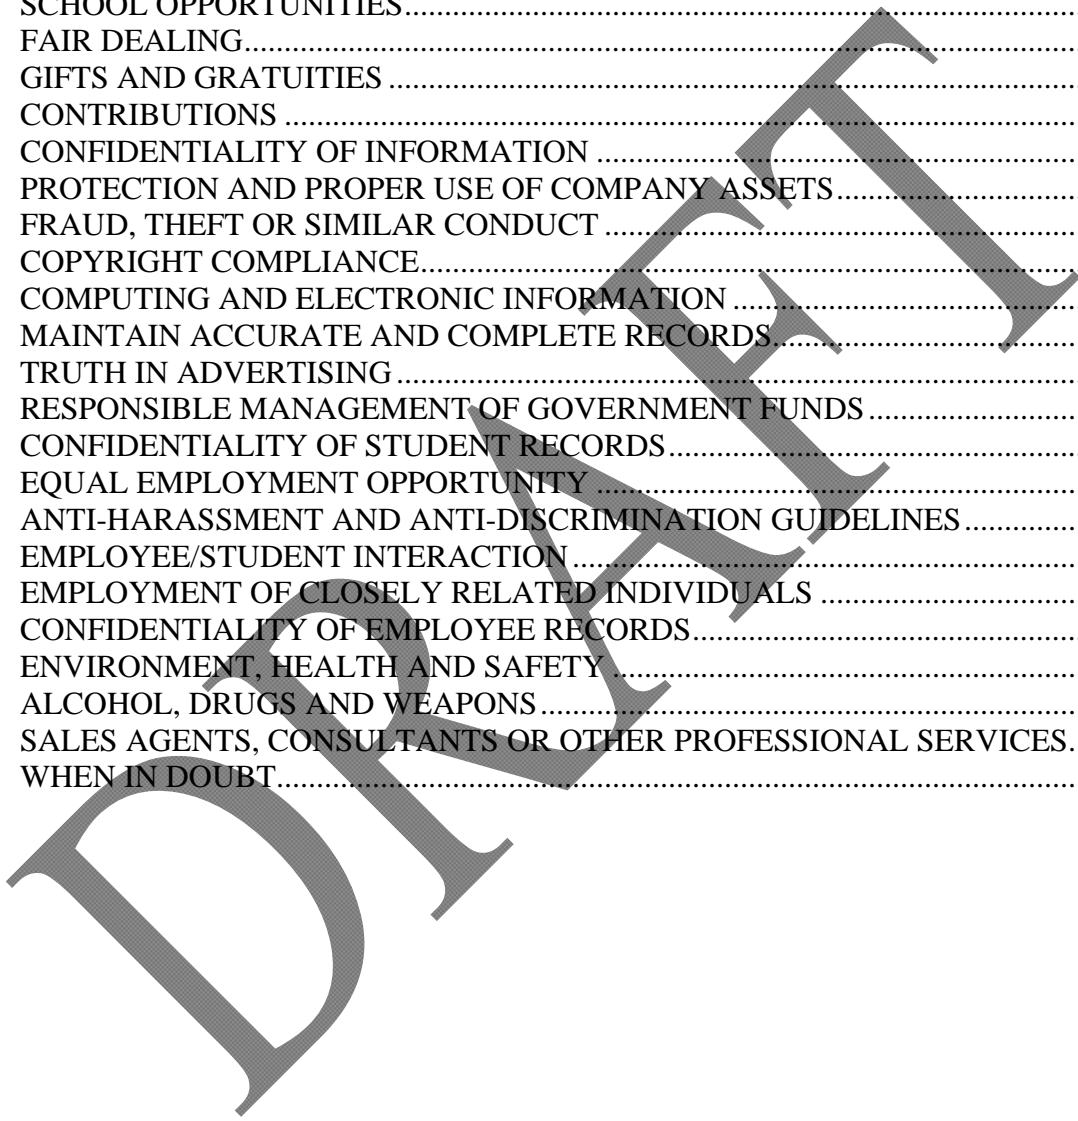 SCHOOL OPPORTUNITIES....................................................................................
FAIR DEALING.........................................................................................................
GIFTS AND GRATUITIES ........................................................................................
CONTRIBUTIONS ....................................................................................................
CONFIDENTIALITY OF INFORMATION .............................................................
PROTECTION AND PROPER USE OF COMPANY ASSETS..............................
FRAUD, THEFT OR SIMILAR CONDUCT ............................................................
COPYRIGHT COMPLIANCE..................................................................................
COMPUTING AND ELECTRONIC INFORMATION ...........................................
MAINTAIN ACCURATE AND COMPLETE RECORDS......................................
TRUTH IN ADVERTISING .....................................................................................
RESPONSIBLE MANAGEMENT OF GOVERNMENT FUNDS ..........................
CONFIDENTIALITY OF STUDENT RECORDS....................................................
EQUAL EMPLOYMENT OPPORTUNITY .............................................................
ANTI-HARASSMENT AND ANTI-DISCRIMINATION GUIDELINES ..............
EMPLOYEE/STUDENT INTERACTION ................................................................
EMPLOYMENT OF CLOSELY RELATED INDIVIDUALS ................................
CONFIDENTIALITY OF EMPLOYEE RECORDS.................................................
ENVIRONMENT, HEALTH AND SAFETY ...........................................................
ALCOHOL, DRUGS AND WEAPONS ....................................................................
SALES AGENTS, CONSULTANTS OR OTHER PROFESSIONAL SERVICES.
WHEN IN DOUBT....................................................................................................
DRAFT